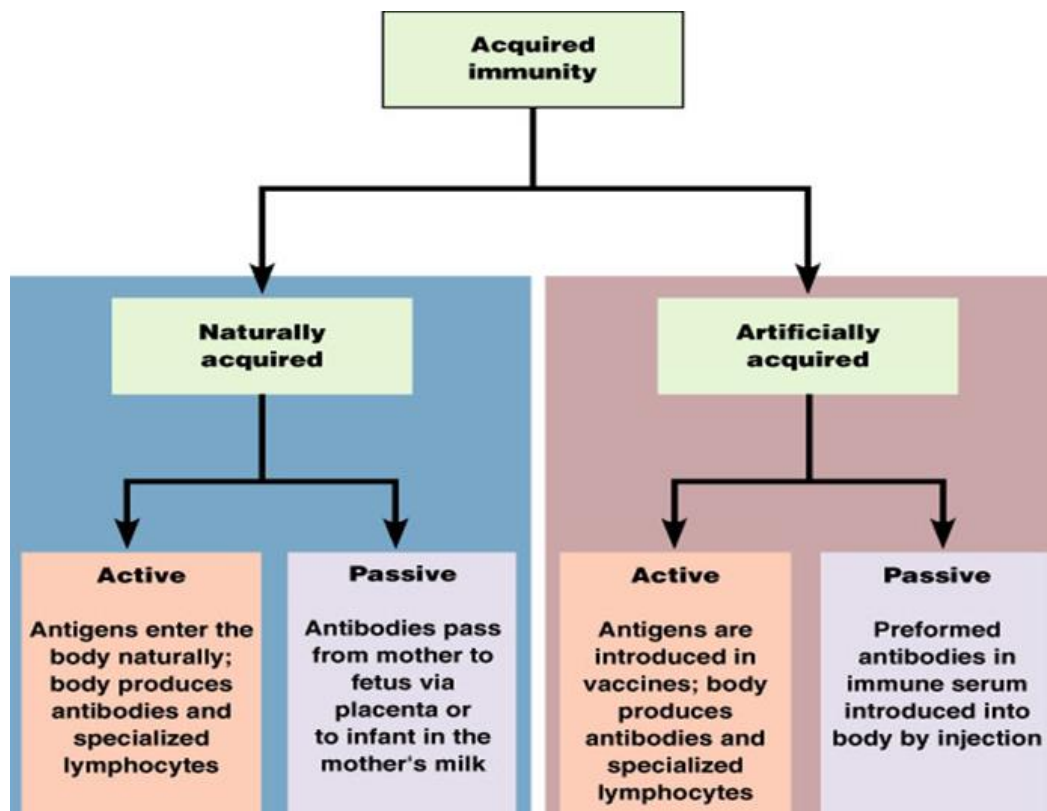 Acquired
immunity
Naturally
acquired
Artificially
acquired
Active
Antigens enter the
body naturally;
body produces
antibodies and
specialized
lymphocytes
Passive
Antibodies pass
from mother to
fetus via
placenta or
to infant in the
mother's milk
Active
Antigens are
introduced in
vaccines; body
produces
antibodies and
specialized
lymphocytes
Passive
Preformed
antibodies in
immune serum
introduced into
body by injection